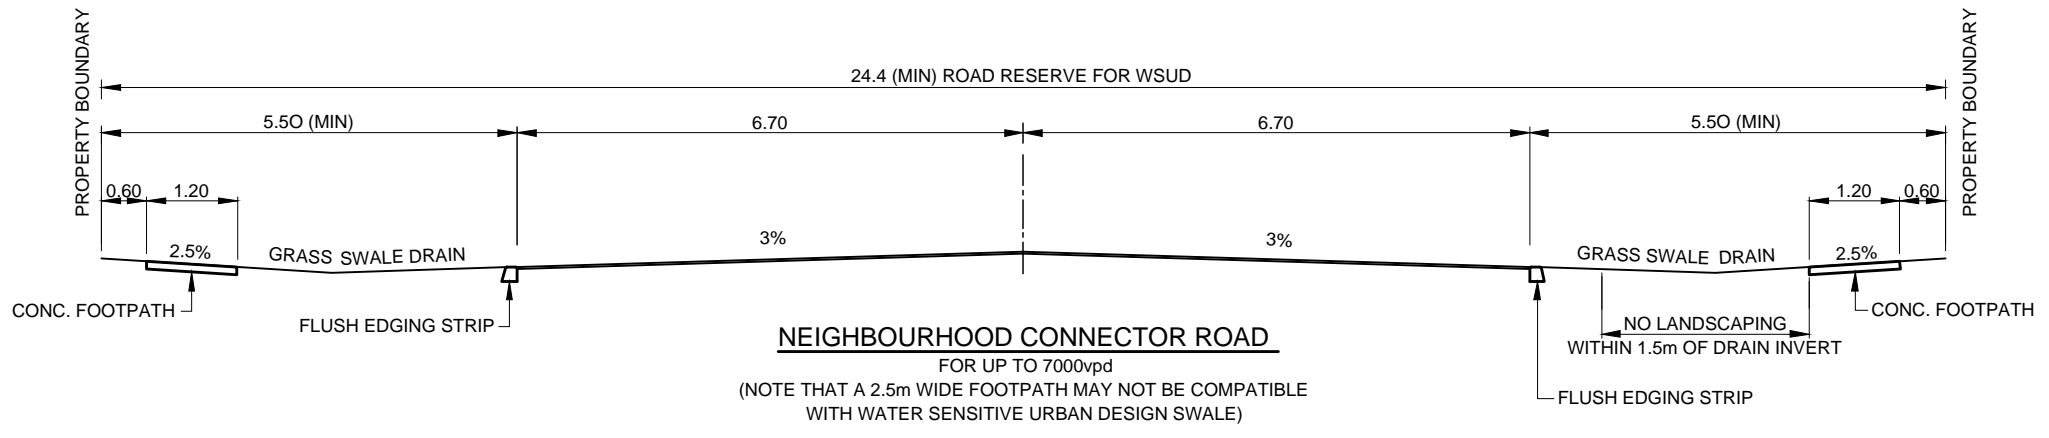 PROPERTY BOUNDARY
PROPERTY BOUNDARY
24.4 (MIN) ROAD RESERVE FOR WSUD
5.5O (MIN)
6.70
6.70
5.5O (MIN)
0.60
1.20
1.20
0.60
2.5%
GRASS SWALE DRAIN
3%
3%
GRASS SWALE DRAIN
2.5%
CONC. FOOTPATH
FLUSH EDGING STRIP
NO LANDSCAPING
WITHIN 1.5m OF DRAIN INVERT
CONC. FOOTPATH
FLUSH EDGING STRIP
NEIGHBOURHOOD CONNECTOR ROAD
FOR UP TO 7000vpd
(NOTE THAT A 2.5m WIDE FOOTPATH MAY NOT BE COMPATIBLE
WITH WATER SENSITIVE URBAN DESIGN SWALE)